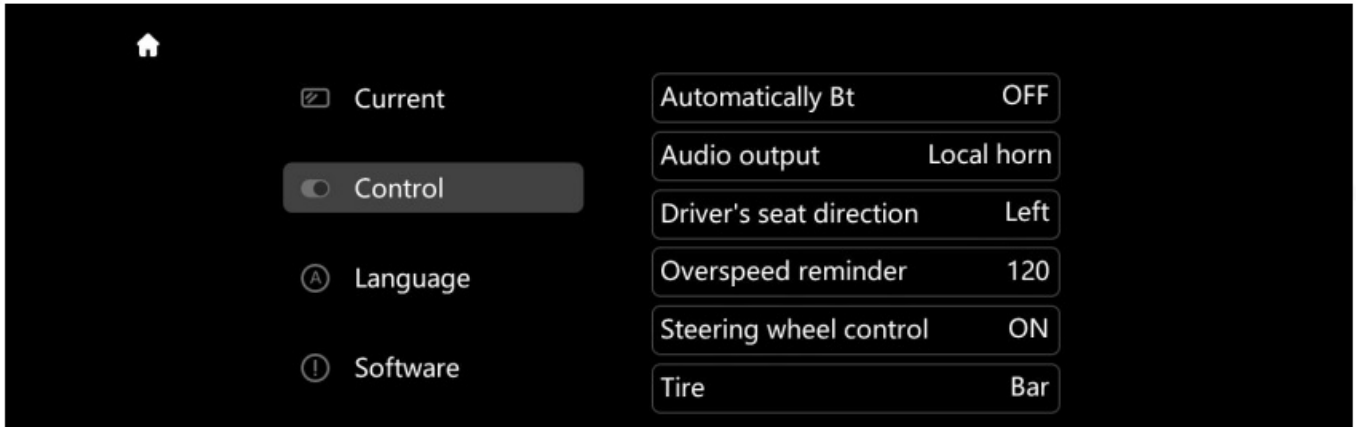 Current
Control
Language
A
Software
Automatically Bt OFF
Audio output Local horn
Driver's seat direction Left
Overspeed reminder 120
Steering wheel control ON
Tire Bar